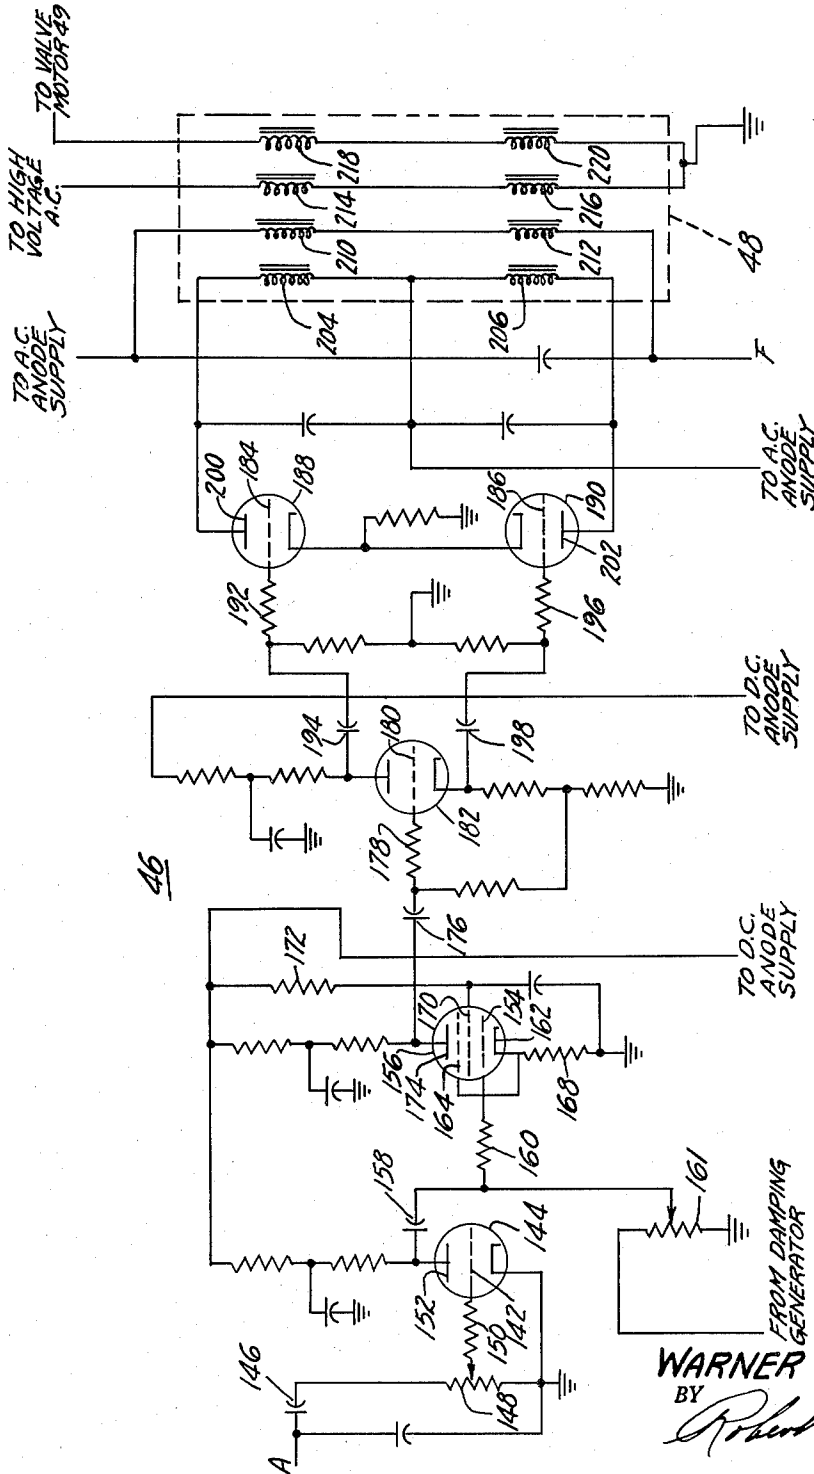 46
A
146
148
150
142
152
144
158
160
161
FROM DAMPING
GENERATOR
156
174
164
170
154
162
168
172
176
TO D.C.
ANODE
SUPPLY
178
180
182
194
198
TO D.C.
ANODE
SUPPLY
192
196
200
184
188
186
190
202
TO A.C.
ANODE
SUPPLY
TO A.C.
ANODE
SUPPLY
F
204
206
210
212
214
216
218
220
48
TO HIGH
VOLTAGE
A.C.
TO VALVE
MOTOR 49
WARNER
BY
Robert